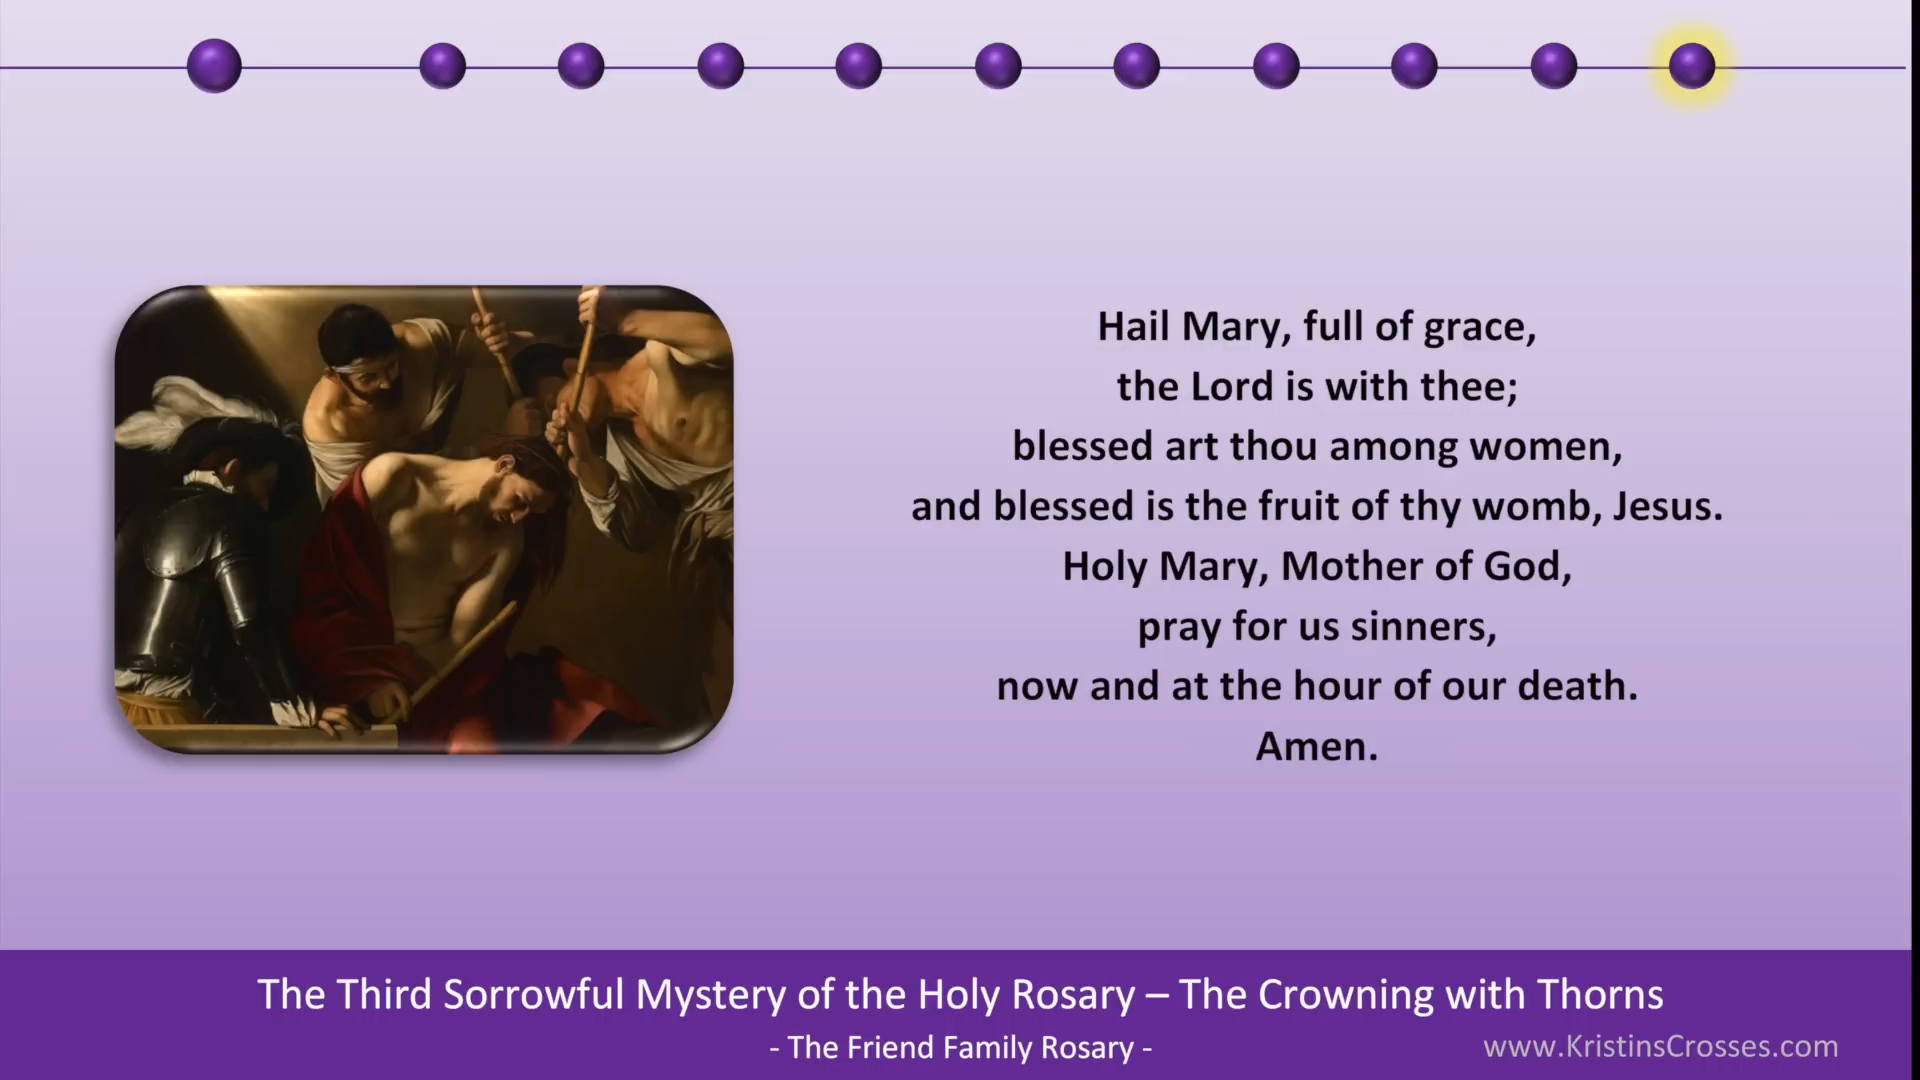 Hail Mary, full of grace,
the Lord is with thee;
blessed art thou among women,
and blessed is the fruit of thy womb, Jesus.
Holy Mary, Mother of God,
pray for us sinners,
now and at the hour of our death.
Amen.
The Third Sorrowful Mystery of the Holy Rosary – The Crowning with Thorns
- The Friend Family Rosary -
www.KristinsCrosses.com